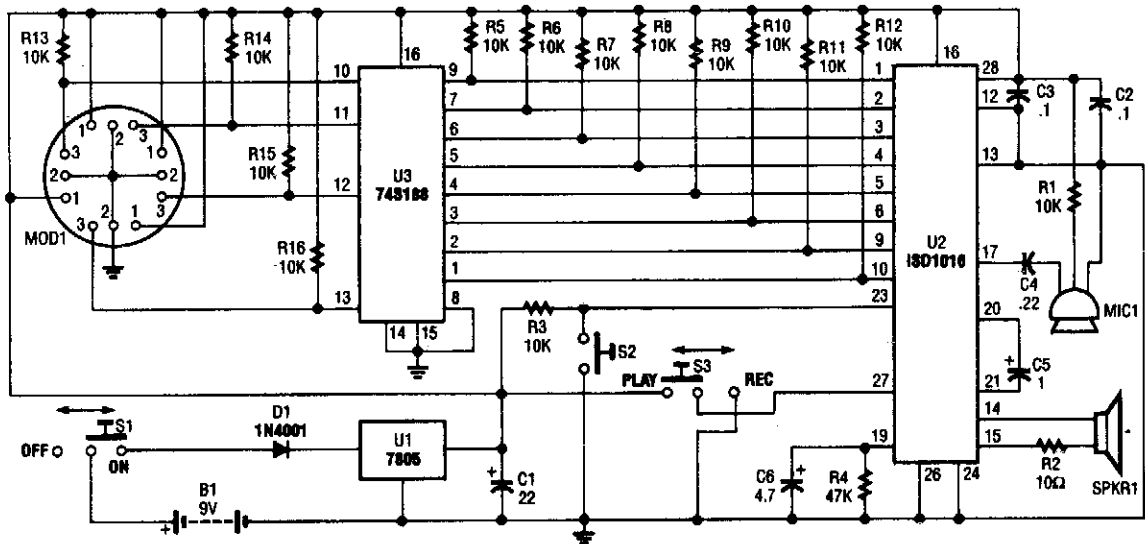 R13
10K
R14
10K
16
R5
10K
R6
10K
R7
10K
R8
10K
R9
10K
R10
10K
R11
10K
R12
10K
16
10
9
1
28
C3
.1
C2
.1
11
7
2
12
1
2
3
3
1
6
3
R15
10K
5
4
13
2
2
12
U3
74S188
4
5
R1
10K
1
3
3
6
3
2
1
MOD1
R16
10K
2
9
U2
ISD1016
17
C4
.22
MIC1
1
10
13
8
23
20
14
15
R3
10K
S2
C5
1
+
PLAY
S3
REC
27
21
14
S1
D1
1N4001
U1
7805
OFF
ON
19
15
R2
10Ω
SPKR1
+
C1
22
C6
4.7
+
R4
47K
26
24
B1
9V
+